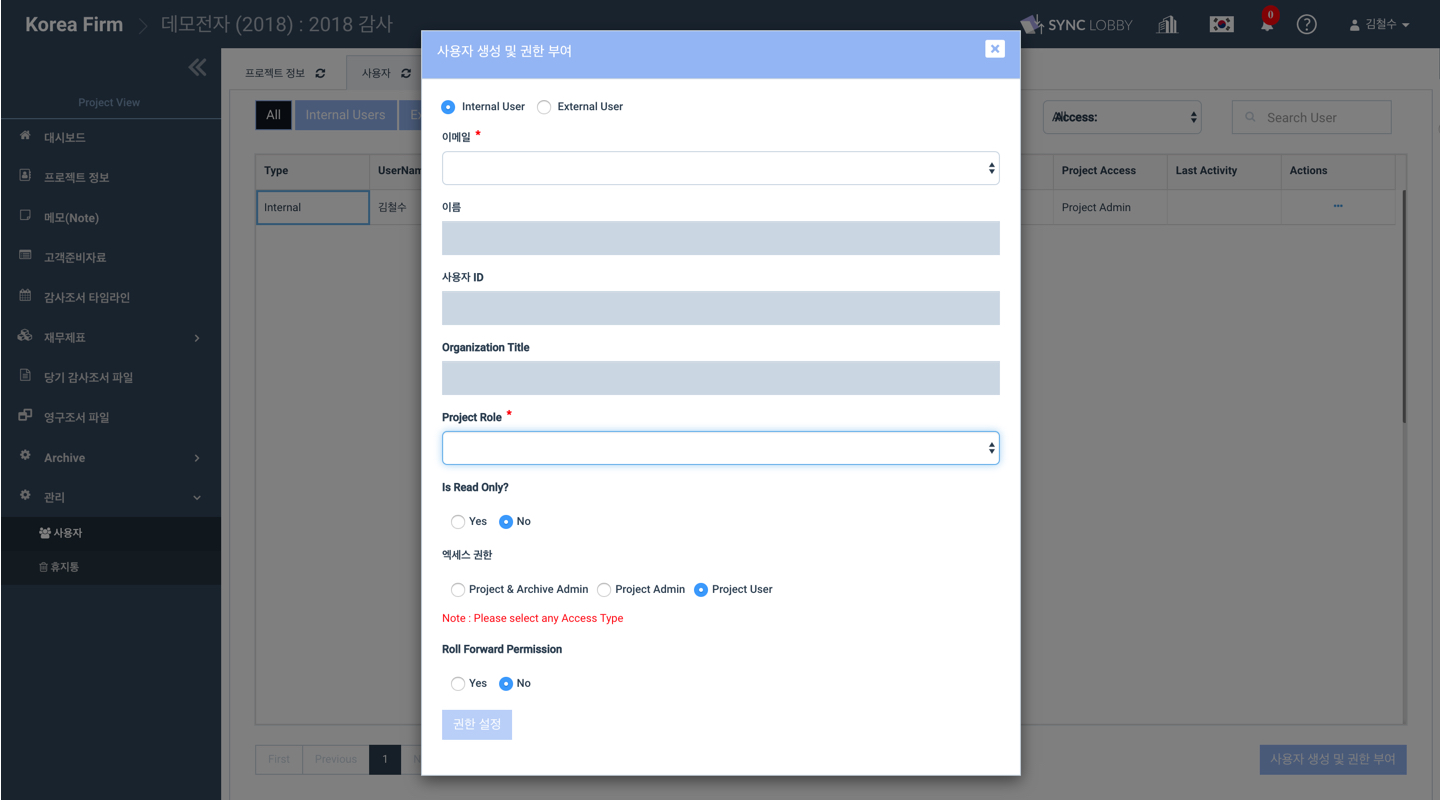 Korea Firm
데모전자 (2018) : 2018 감사
SYNC LOBBY
0
김철수
프로젝트 정보
사용자
Project View
대시보드
프로젝트 정보
메모(Note)
고객준비자료
감사조서 타임라인
재무제표
당기 감사조서 파일
영구조서 파일
Archive
관리
사용자
휴지통
All
Internal Users
Access:
Search User
Type
Project Access
Last Activity
Actions
Internal
김철수
Project Admin
사용자 생성 및 권한 부여
Internal User
External User
이메일 *
이름
사용자 ID
Organization Title
Project Role *
Is Read Only?
Yes
No
엑세스 권한
Project & Archive Admin
Project Admin
Project User
Note : Please select any Access Type
Roll Forward Permission
Yes
No
권한 설정
First
Previous
1
사용자 생성 및 권한 부여